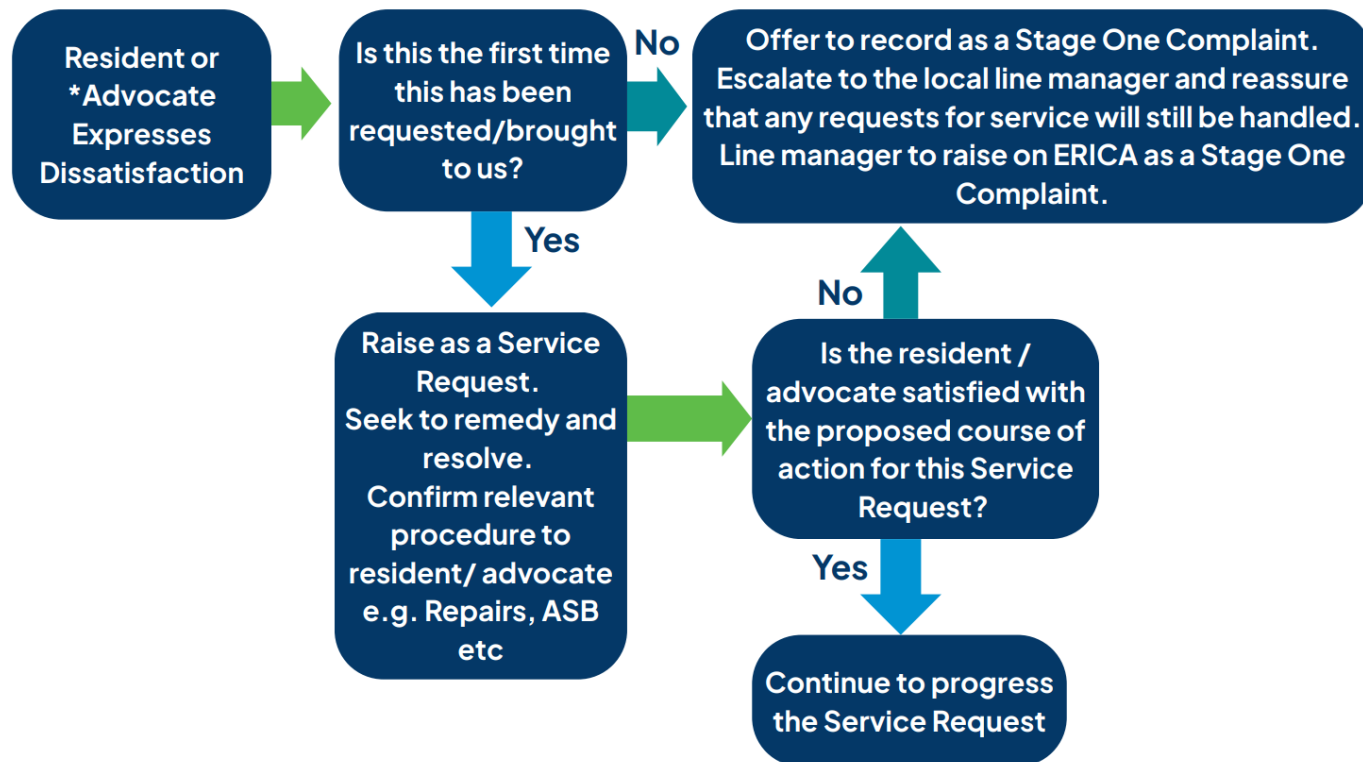 Resident or
*Advocate
Expresses
Dissatisfaction
Is this the first time
this has been
requested/brought
to us?
No
Offer to record as a Stage One Complaint.
Escalate to the local line manager and reassure
that any requests for service will still be handled.
Line manager to raise on ERICA as a Stage One
Complaint.
Yes
Raise as a Service
Request.
Seek to remedy and
resolve.
Confirm relevant
procedure to
resident/ advocate
e.g. Repairs, ASB
etc
No
Is the resident /
advocate satisfied with
the proposed course of
action for this Service
Request?
Yes
Continue to progress
the Service Request